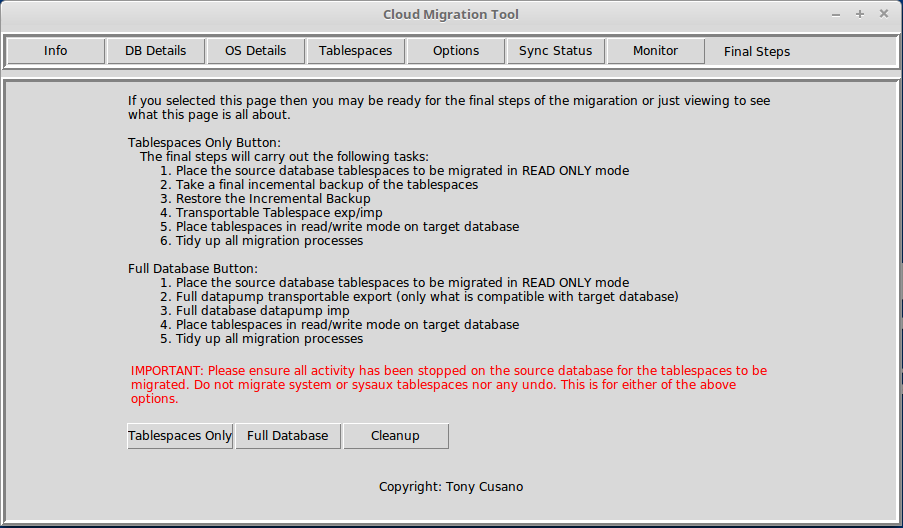 Cloud Migration Tool
Info DB Details OS Details Tablespaces Options Sync Status Monitor Final Steps
If you selected this page then you may be ready for the final steps of the migaration or just viewing to see
what this page is all about.
Tablespaces Only Button:
The final steps will carry out the following tasks:
1. Place the source database tablespaces to be migrated in READ ONLY mode
2. Take a final incemental backup of the tablespaces
3. Restore the Incremental Backup
4. Transportable Tablespace exp/imp
5. Place tablespaces in read/write mode on target database
6. Tidy up all migration processes
Full Database Button:
1. Place the source database tablespaces to be migrated in READ ONLY mode
2. Full datapump transportable export (only what is compatible with target database)
3. Full database datapump imp
4. Place tablespaces in read/write mode on target database
5. Tidy up all migration processes
IMPORTANT: Please ensure all activity has been stopped on the source database for the tablespaces to be
migrated. Do not migrate system or sysaux tablespaces nor any undo. This is for either of the above
options.
Tablespaces Only Full Database Cleanup
Copyright: Tony Cusano